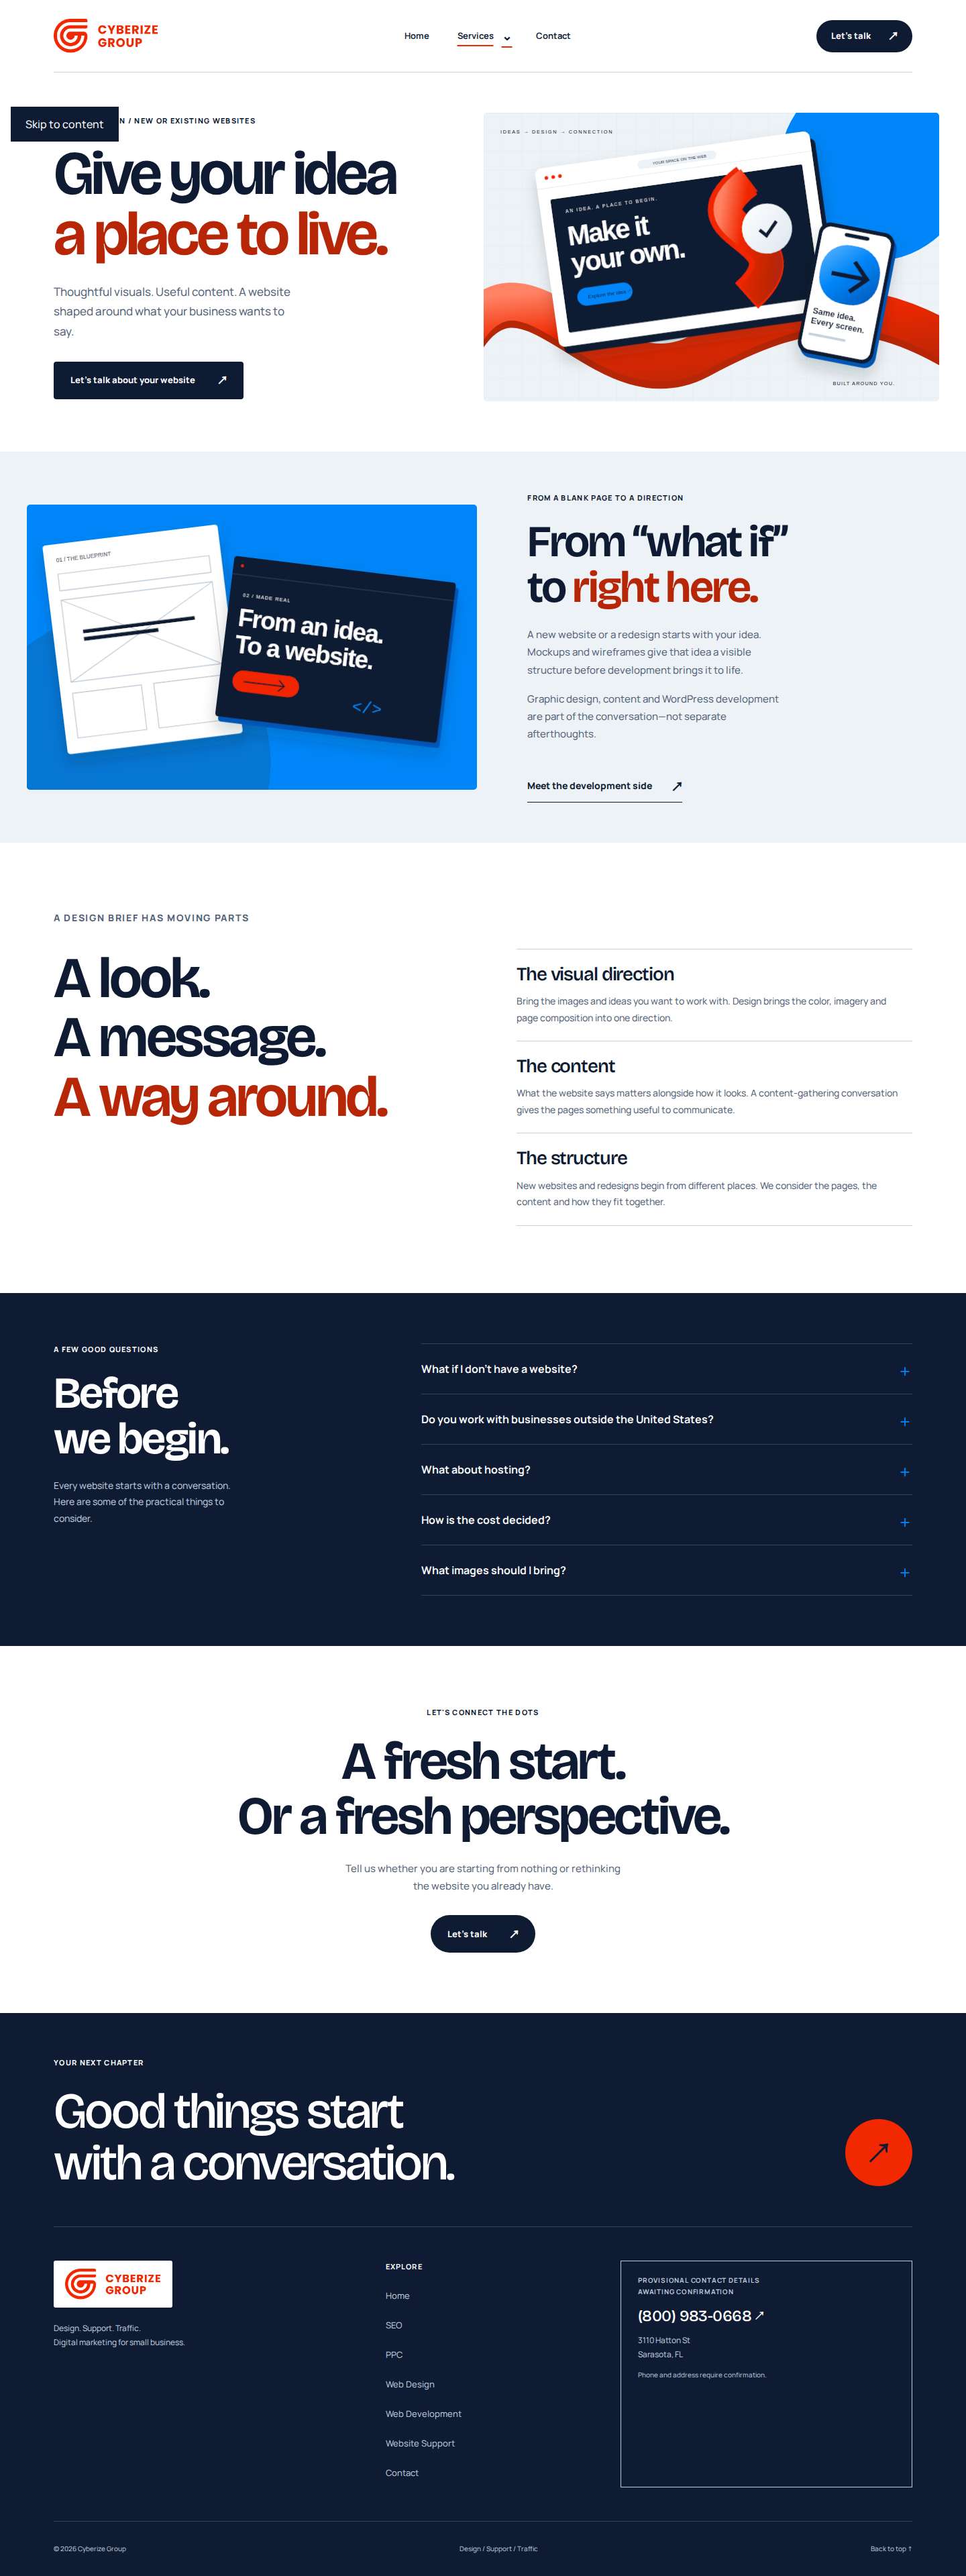 CYBERIZE
GROUP
Home
Services
Contact
Let's talk ↗
Skip to content
N / NEW OR EXISTING WEBSITES
Give your idea
a place to live.
Thoughtful visuals. Useful content. A website
shaped around what your business wants to
say.
Let's talk about your website ↗
IDEAS → DESIGN → CONNECTION
YOUR SPACE ON THE WEB
AN IDEA. A PLACE TO BEGIN.
Make it
your own.
Explore the idea
Same idea.
Every screen.
BUILT AROUND YOU.
01 / THE BLUEPRINT
02 / MADE REAL
From an idea.
To a website.
</>
FROM A BLANK PAGE TO A DIRECTION
From “what if”
to right here.
A new website or a redesign starts with your idea.
Mockups and wireframes give that idea a visible
structure before development brings it to life.
Graphic design, content and WordPress development
are part of the conversation—not separate
afterthoughts.
Meet the development side ↗
A DESIGN BRIEF HAS MOVING PARTS
A look.
A message.
A way around.
The visual direction
Bring the images and ideas you want to work with. Design brings the color, imagery and
page composition into one direction.
The content
What the website says matters alongside how it looks. A content-gathering conversation
gives the pages something useful to communicate.
The structure
New websites and redesigns begin from different places. We consider the pages, the
content and how they fit together.
A FEW GOOD QUESTIONS
Before
we begin.
Every website starts with a conversation.
Here are some of the practical things to
consider.
What if I don't have a website? +
Do you work with businesses outside the United States? +
What about hosting? +
How is the cost decided? +
What images should I bring? +
LET'S CONNECT THE DOTS
A fresh start.
Or a fresh perspective.
Tell us whether you are starting from nothing or rethinking
the website you already have.
Let's talk ↗
YOUR NEXT CHAPTER
Good things start
with a conversation.
↗
CYBERIZE
GROUP
Design. Support. Traffic.
Digital marketing for small business.
EXPLORE
Home
SEO
PPC
Web Design
Web Development
Website Support
Contact
PROVISIONAL CONTACT DETAILS
AWAITING CONFIRMATION
(800) 983-0668 ↗
3110 Hatton St
Sarasota, FL
Phone and address require confirmation.
© 2026 Cyberize Group
Design / Support / Traffic
Back to top ↑